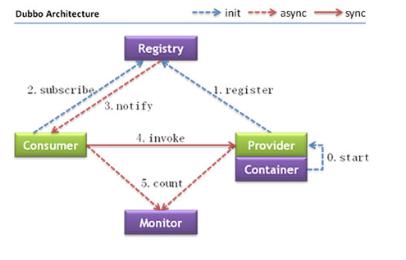 Dubbo Architecture
init async sync
Registry
2. subscribe
1. register
3. notify
4. invoke
Consumer
Provider
Container
0. start
5. count
Monitor